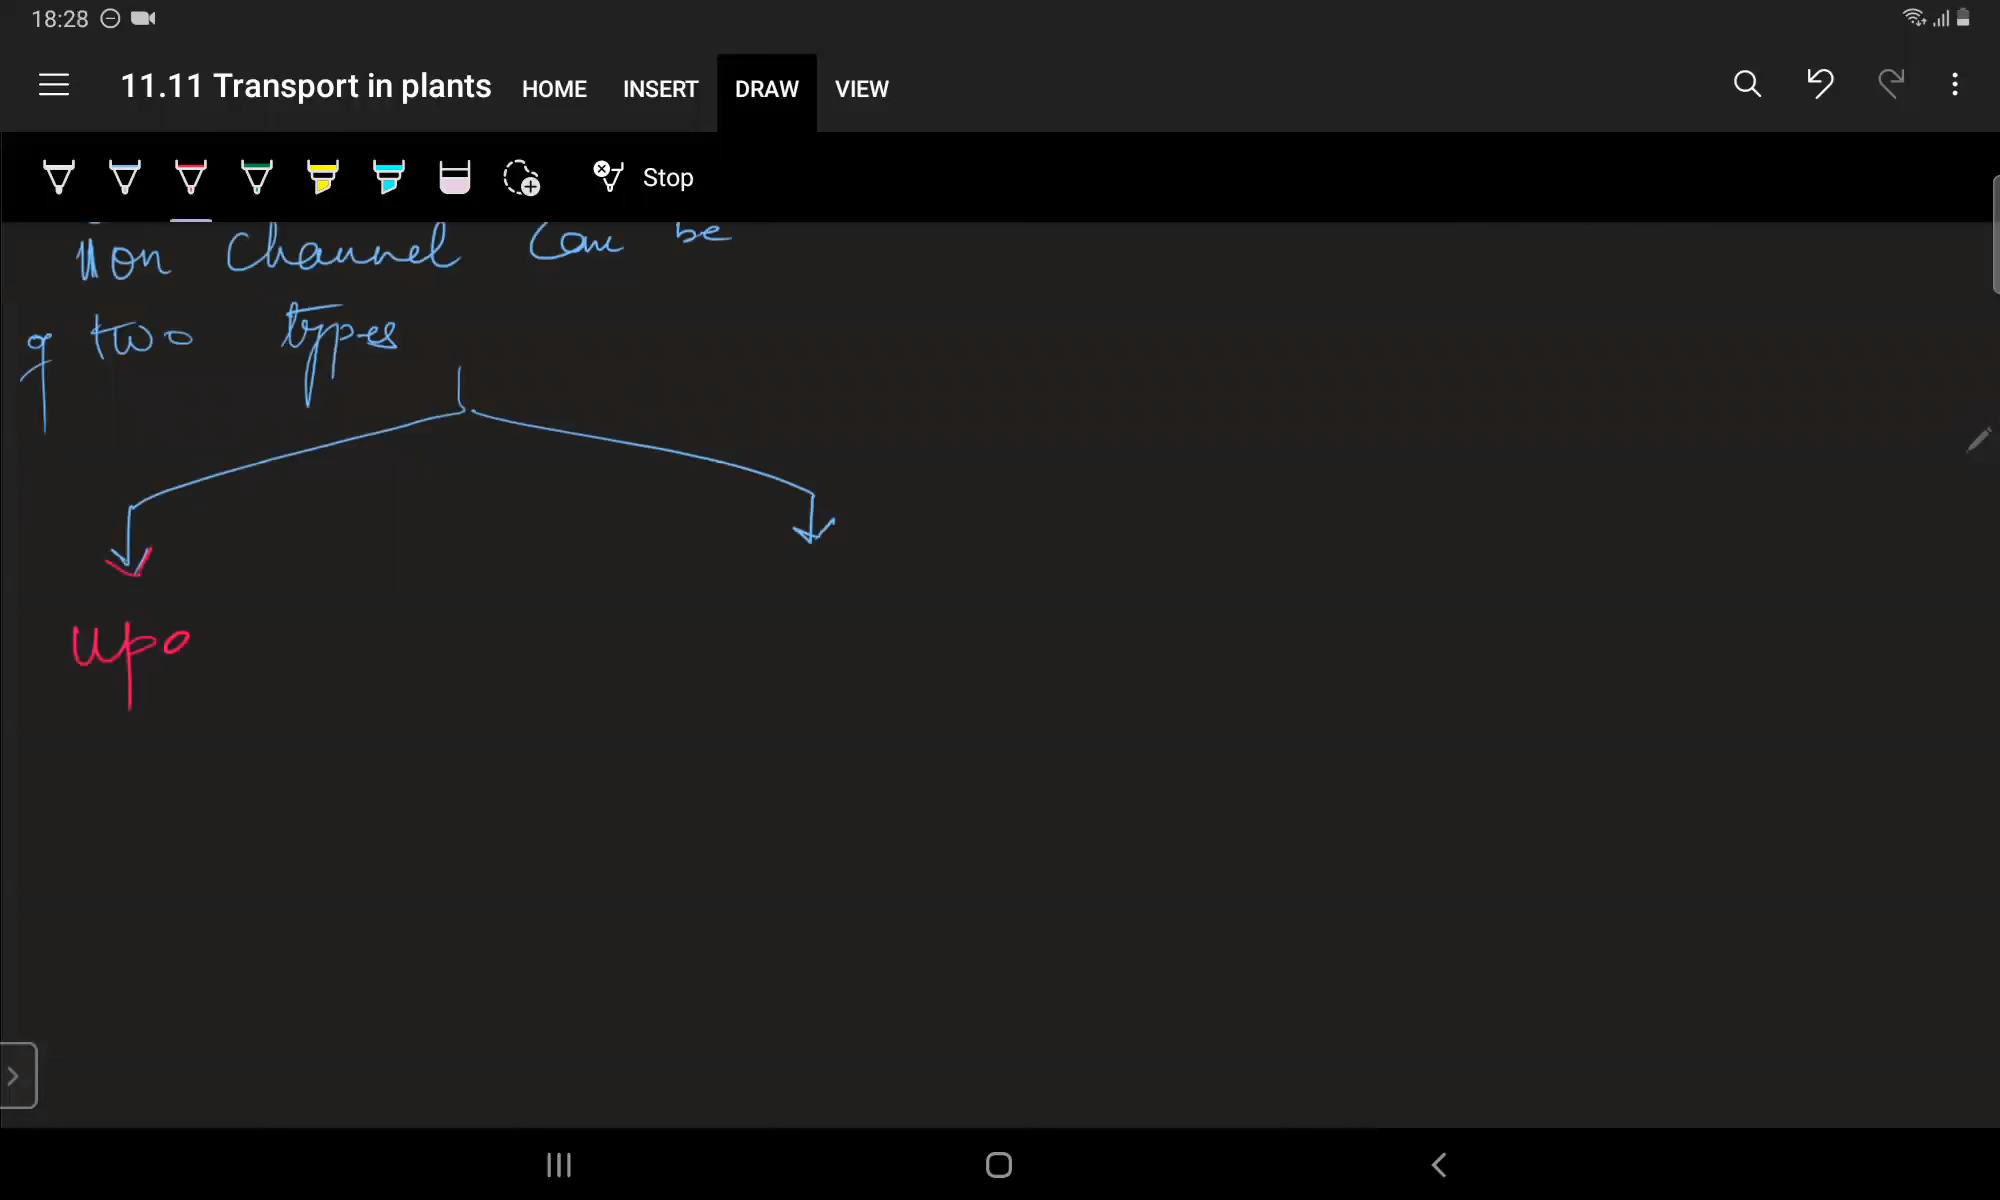 18:28
11.11 Transport in plants HOME INSERT DRAW VIEW
Stop
ion Channel Can be
of two types
upo